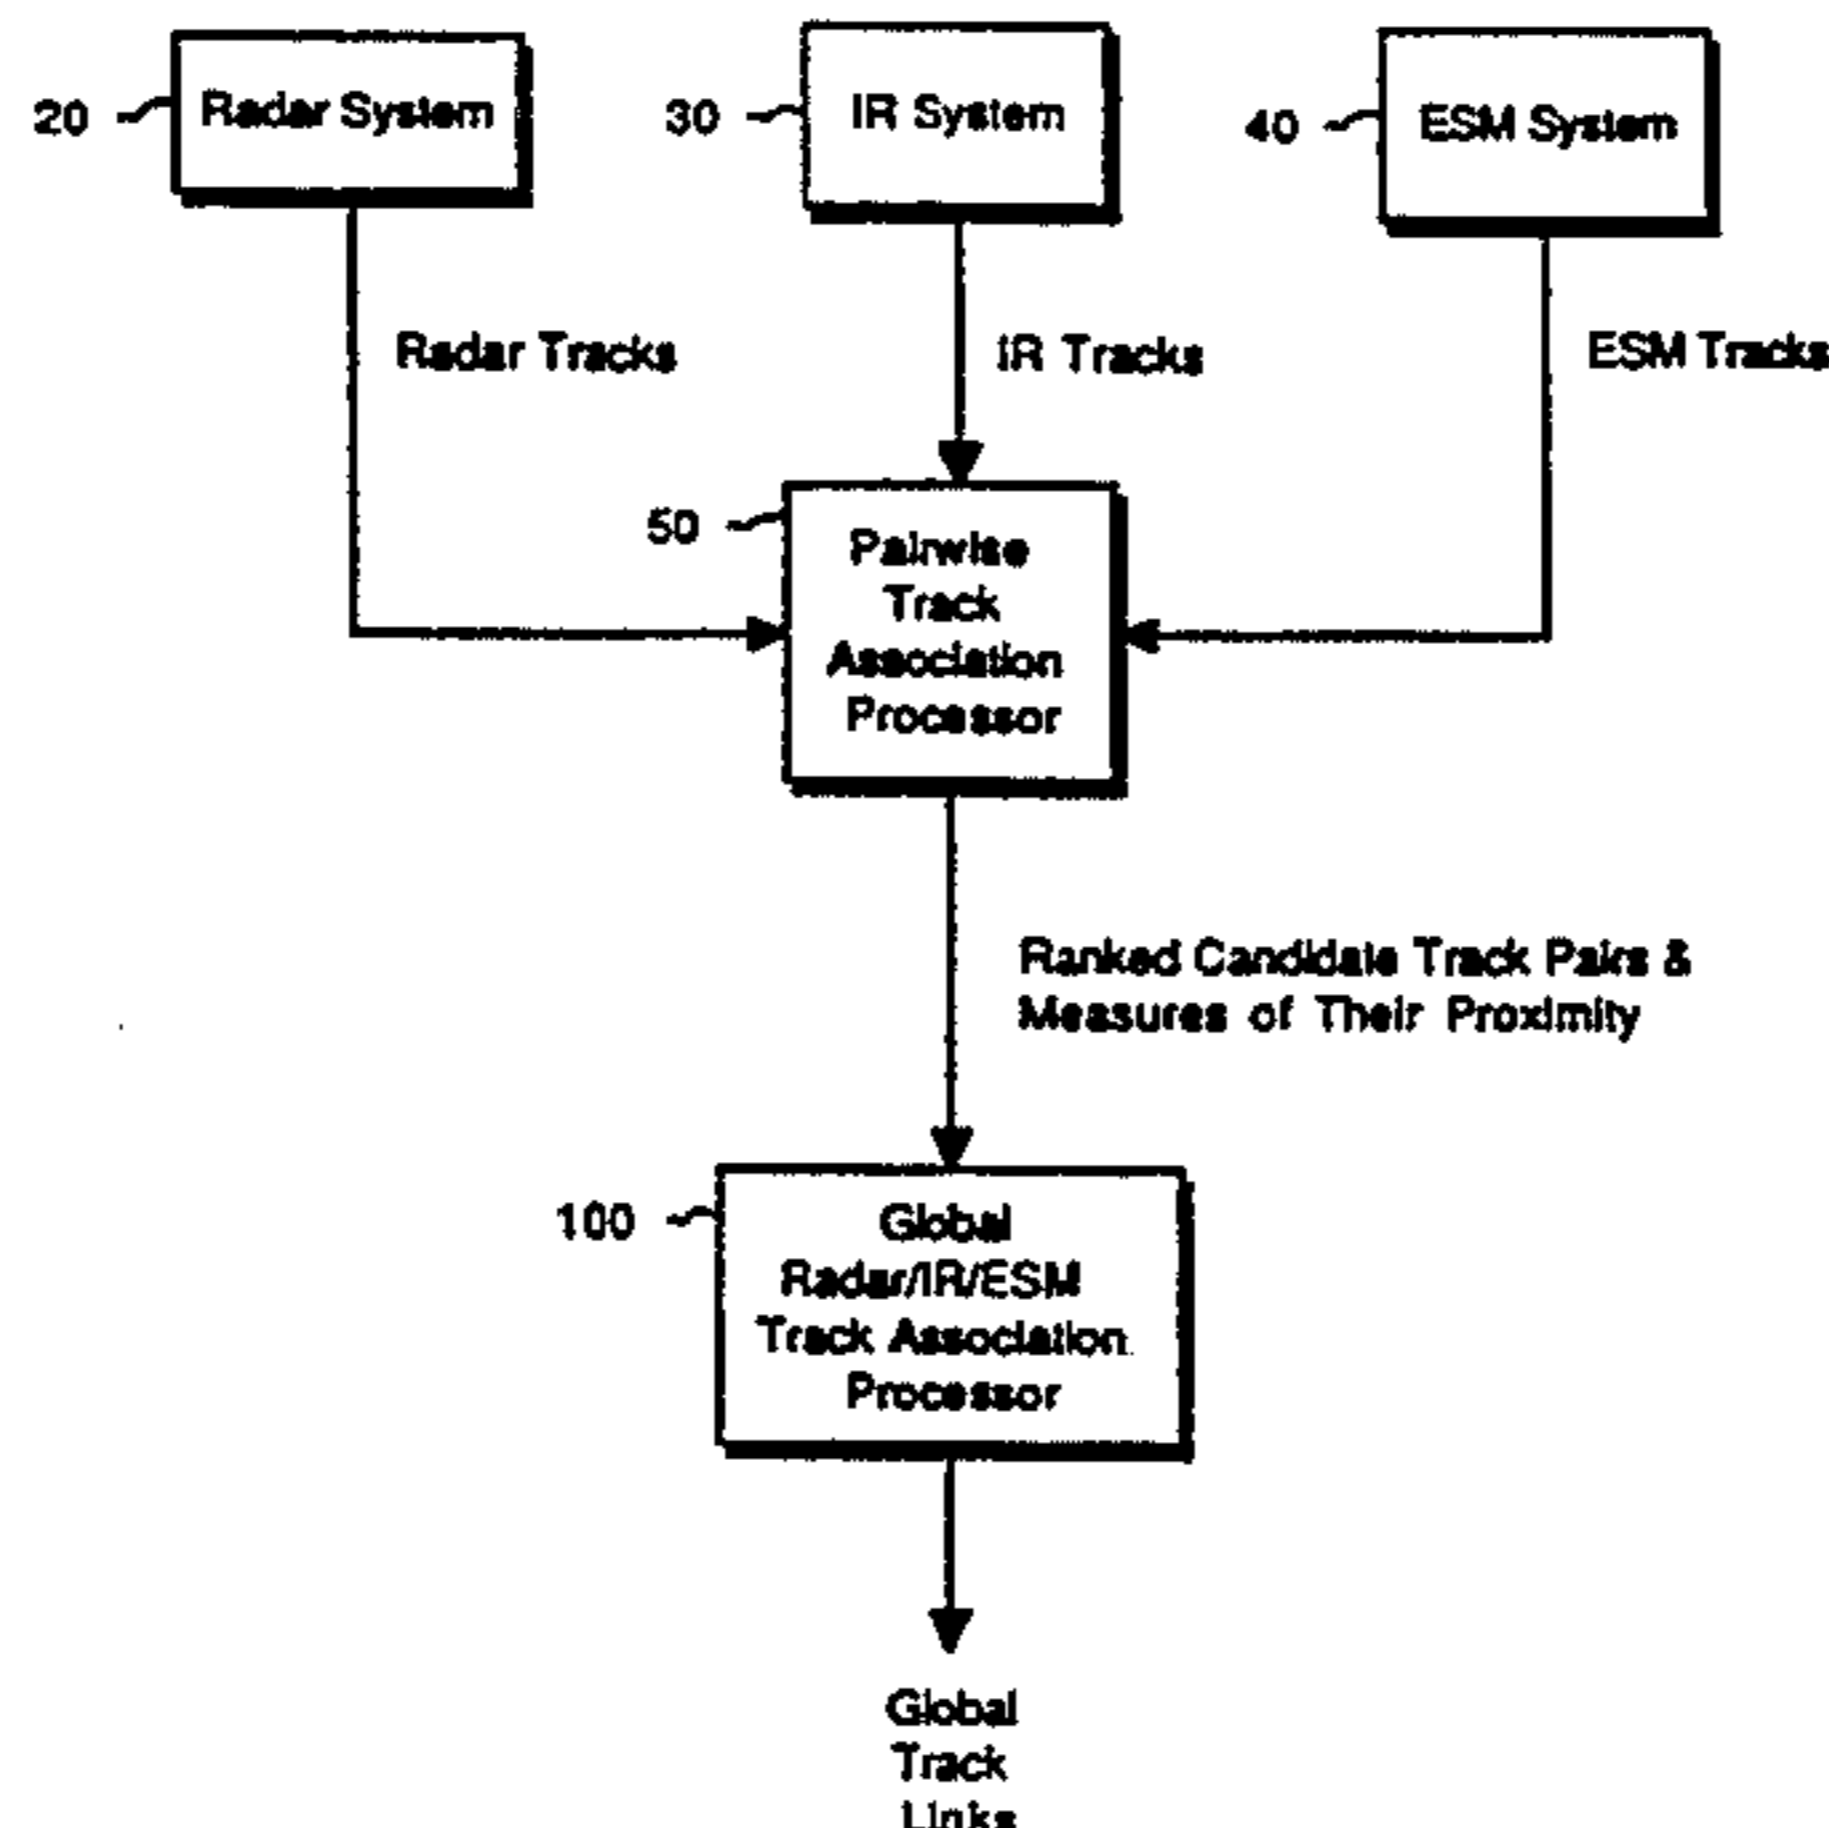 20
Radar System
30
IR System
40
ESM System
Radar Tracks
IR Tracks
ESM Tracks
50
Pairwise
Track
Association
Processor
Ranked Candidate Track Pairs &
Measures of Their Proximity
100
Global
Radar/IR/ESM
Track Association
Processor
Global
Track
Links